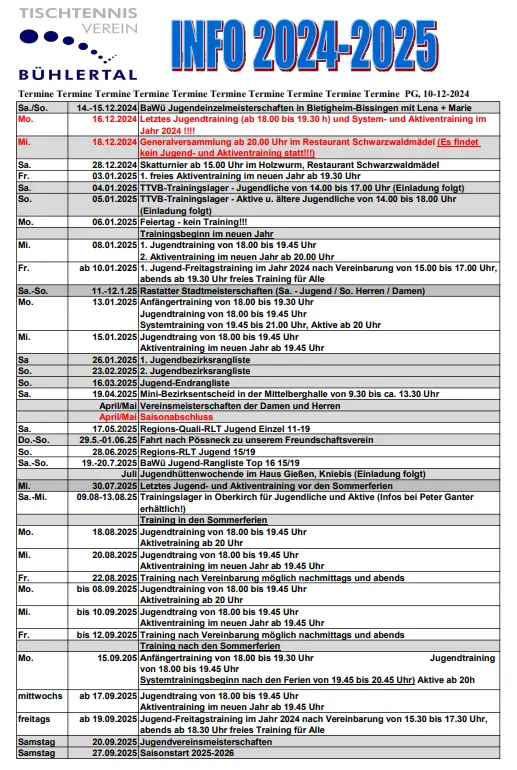 TISCHTENNIS
VEREIN
BÜHLERTAL
INFO 2024-2025
Termine Termine Termine Termine Termine Termine Termine Termine Termine Termine PG, 10-12-2024
Sa./So. 14.-15.12.2024 BaWü Jugendeinzelmeisterschaften in Bietigheim-Bissingen mit Lena + Marie
Mo. 16.12.2024 Letztes Jugendtraining (ab 18.00 bis 19.30 h) und System- und Aktiventraining im
Jahr 2024 !!!!
Mi. 18.12.2024 Generalversammlung ab 20.00 Uhr im Restaurant Schwarzwaldmädel (Es findet
kein Jugend- und Aktiventraining statt!!!)
Sa. 28.12.2024 Skatturnier ab 15.00 Uhr im Holzwurm, Restaurant Schwarzwaldmädel
Fr. 03.01.2025 1. freies Aktiventraining im neuen Jahr ab 19.30 Uhr
Sa. 04.01.2025 TTVB-Trainingslager - Jugendliche von 14.00 bis 17.00 Uhr (Einladung folgt)
So. 05.01.2025 TTVB-Trainingslager - Aktive u. ältere Jugendliche von 14.00 bis 18.00 Uhr
(Einladung folgt)
Mo. 06.01.2025 Feiertag - kein Training!!!
Trainingsbeginn im neuen Jahr
Mi. 08.01.2025 1. Jugendtraining von 18.00 bis 19.45 Uhr
2. Aktiventraining im neuen Jahr ab 20.00 Uhr
Fr. ab 10.01.2025 1. Jugend-Freitagstraining im Jahr 2024 nach Vereinbarung von 15.00 bis 17.00 Uhr,
abends ab 19.30 Uhr freies Training für Alle
Sa.-So. 11.-12.1.25 Rastatter Stadtmeisterschaften (Sa. - Jugend / So. Herren / Damen)
Mo. 13.01.2025 Anfängertraining von 18.00 bis 19.30 Uhr
Jugendtraining von 18.00 bis 19.45 Uhr
Systemtraining von 19.45 bis 21.00 Uhr, Aktive ab 20 Uhr
Mi. 15.01.2025 Jugendtraining von 18.00 bis 19.45 Uhr
Aktiventraining im neuen Jahr ab 19.45 Uhr
Sa 26.01.2025 1. Jugendbezirksrangliste
So. 23.02.2025 2. Jugendbezirksrangliste
So. 16.03.2025 Jugend-Endrangliste
Sa. 19.04.2025 Mini-Bezirksentscheid in der Mittelberghalle von 9.30 bis ca. 13.30 Uhr
April/Mai Vereinsmeisterschaften der Damen und Herren
April/Mai Saisonabschluss
Sa. 17.05.2025 Regions-Quali-RLT Jugend Einzel 11-19
Do.-So. 29.5.-01.06.25 Fahrt nach Pössneck zu unserem Freundschaftsverein
So. 28.06.2025 Regions-RLT Jugend 15/19
Sa.-So. 19.-20.7.2025 BaWü Jugend-Rangliste Top 16 15/19
Juli Jugendhüttenwochende im Haus Gießen, Kniebis (Einladung folgt)
Mi. 30.07.2025 Letztes Jugend- und Aktiventraining vor den Sommerferien
Sa.-Mi. 09.08-13.08.25 Trainingslager in Oberkirch für Jugendliche und Aktive (Infos bei Peter Ganter
erhältlich!)
Training in den Sommerferien
Mo. 18.08.2025 Jugendtraining von 18.00 bis 19.45 Uhr
Aktivetraining ab 20 Uhr
Mi. 20.08.2025 Jugendtraining von 18.00 bis 19.45 Uhr
Aktiventraining im neuen Jahr ab 19.45 Uhr
Fr. 22.08.2025 Training nach Vereinbarung möglich nachmittags und abends
Mo. bis 08.09.2025 Jugendtraining von 18.00 bis 19.45 Uhr
Aktivetraining ab 20 Uhr
Mi. bis 10.09.2025 Jugendtraining von 18.00 bis 19.45 Uhr
Aktiventraining im neuen Jahr ab 19.45 Uhr
Fr. bis 12.09.2025 Training nach Vereinbarung möglich nachmittags und abends
Training nach den Sommerferien
Mo. 15.09.205 Anfängertraining von 18.00 bis 19.30 Uhr Jugendtraining
von 18.00 bis 19.45 Uhr
Systemtrainingsbeginn nach den Ferien von 19.45 bis 20.45 Uhr) Aktive ab 20h
mittwochs ab 17.09.2025 Jugendtraining von 18.00 bis 19.45 Uhr
Aktiventraining im neuen Jahr ab 19.45 Uhr
freitags ab 19.09.2025 Jugend-Freitagstraining im Jahr 2024 nach Vereinbarung von 15.30 bis 17.30 Uhr,
abends ab 18.30 Uhr freies Training für Alle
Samstag 20.09.2025 Jugendvereinsmeisterschaften
Samstag 27.09.2025 Saisonstart 2025-2026